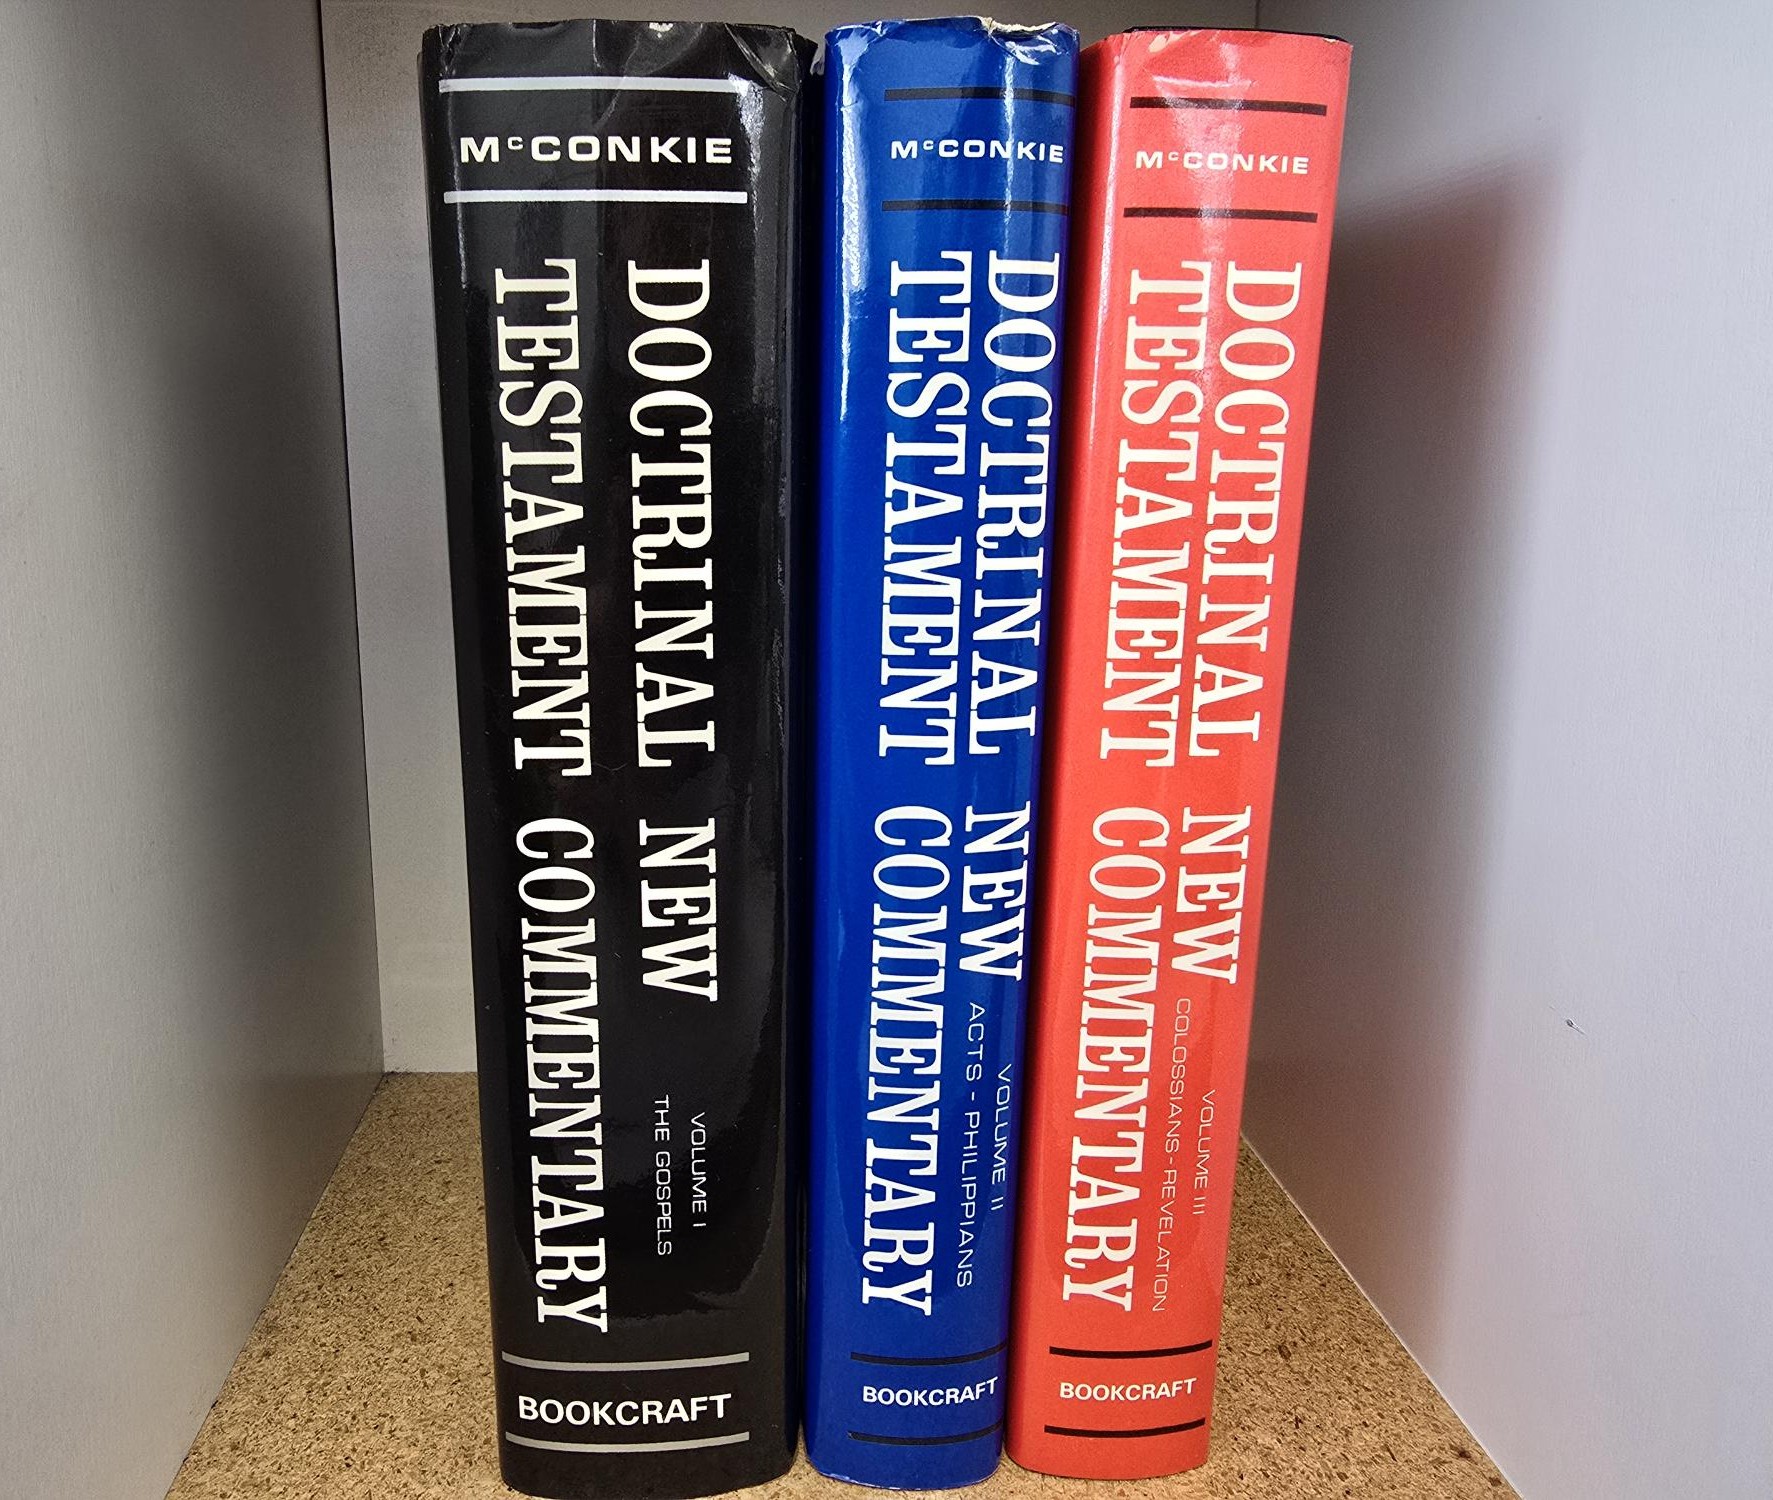 McCONKIE
DOCTRINAL NEW
TESTAMENT COMMENTARY
VOLUME I
THE GOSPELS
BOOKCRAFT
McCONKIE
DOCTRINAL NEW
TESTAMENT COMMENTARY
VOLUME II
ACTS - PHILIPPIANS
BOOKCRAFT
McCONKIE
DOCTRINAL NEW
TESTAMENT COMMENTARY
VOLUME III
COLOSSIANS - REVELATION
BOOKCRAFT